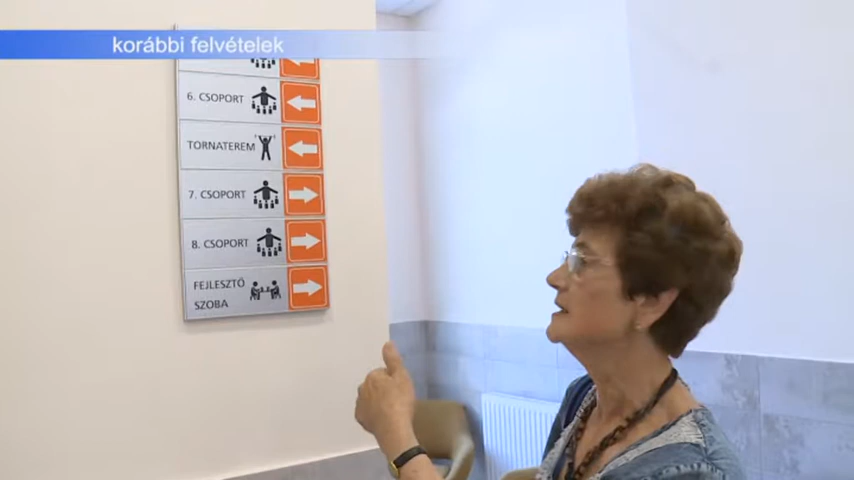 korábbi felvételek
6. CSOPORT
TORNATEREM
7. CSOPORT
8. CSOPORT
FEJLESZTŐ
SZOBA